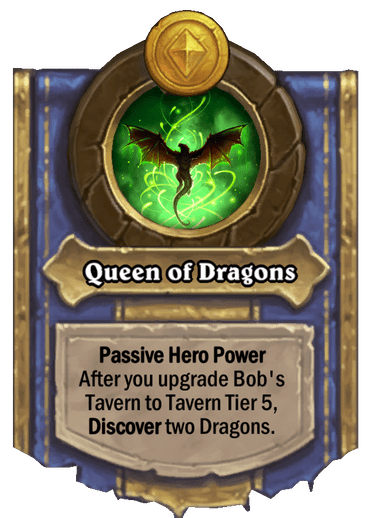 Queen of Dragons
Passive Hero Power
After you upgrade Bob's
Tavern to Tavern Tier 5,
Discover two Dragons.